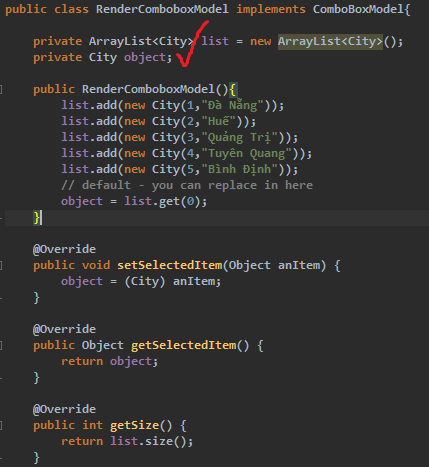 public class RenderComboboxModel implements ComboBoxModel{
private ArrayList<City> list = new ArrayList<City>();
private City object;
public RenderComboboxModel(){
list.add(new City(1,"Đà Nẵng"));
list.add(new City(2,"Huế"));
list.add(new City(3,"Quảng Trị"));
list.add(new City(4,"Tuyên Quang"));
list.add(new City(5,"Bình Định"));
// default - you can replace in here
object = list.get(0);
}
@Override
public void setSelectedItem(Object anItem) {
object = (City) anItem;
}
@Override
public Object getSelectedItem() {
return object;
}
@Override
public int getSize() {
return list.size();
}